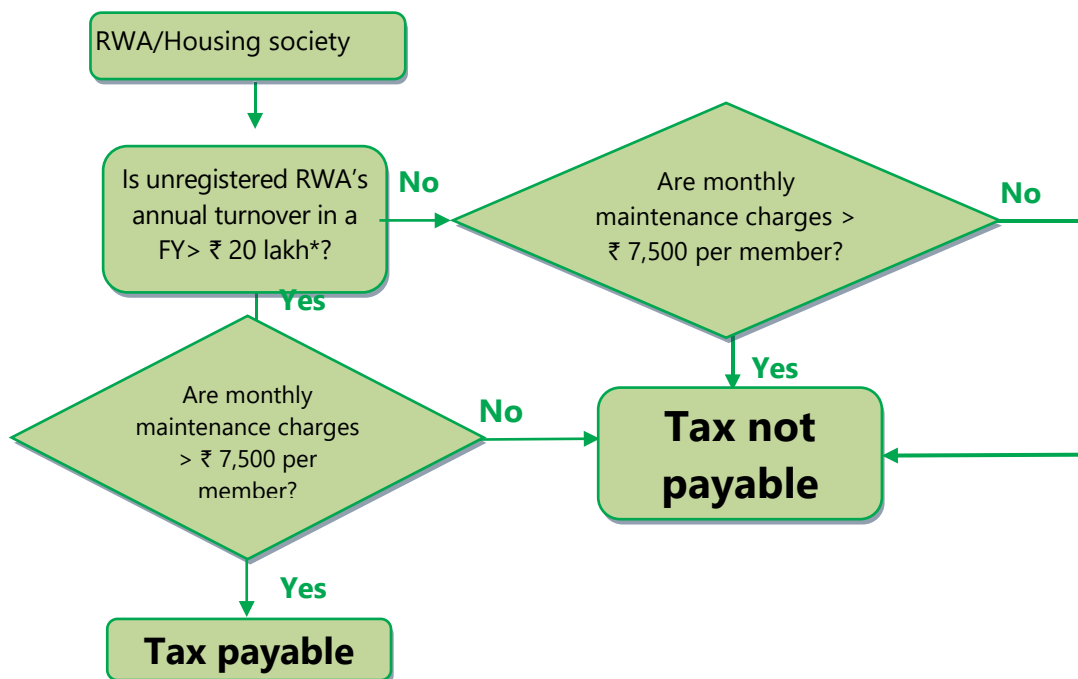 RWA/Housing society
Is unregistered RWA's
annual turnover in a
FY> ₹ 20 lakh*?
No
Are monthly
maintenance charges >
₹ 7,500 per member?
No
Yes
Yes
Are monthly
maintenance charges
> ₹ 7,500 per
member?
No
Tax not
payable
Yes
Tax payable